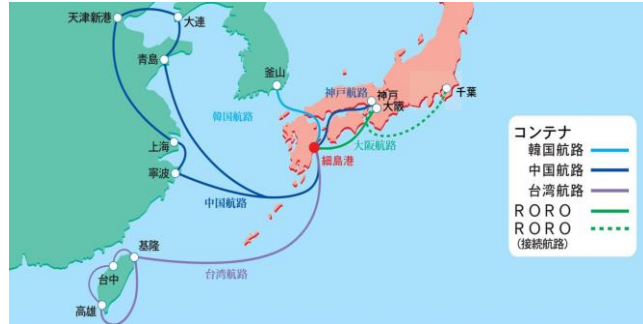 天津新港
大連
青島
釜山
神戸航路
神戸
大阪
千葉
韓国航路
大阪航路
上海
細島港
寧波
中国航路
基隆
台中
台湾航路
高雄
コンテナ
韓国航路
中国航路
台湾航路
RORO
RORO
(接続航路)